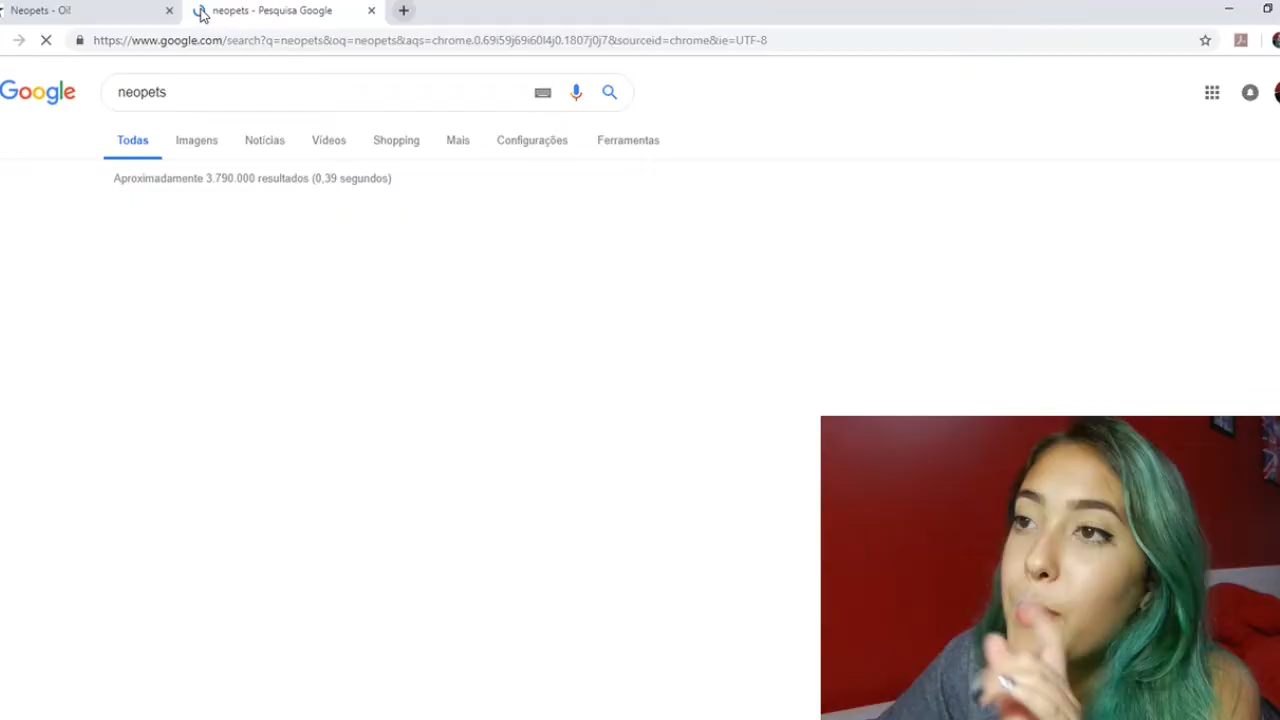 Neopets - Oi!
neopets - Pesquisa Google
https://www.google.com/search?q=neopets&oq=neopets&aqs=chrome.0.69i59j69i60l4j0.1807j0j7&sourceid=chrome&ie=UTF-8
Google
neopets
Todas Imagens Notícias Vídeos Shopping Mais Configurações Ferramentas
Aproximadamente 3.790.000 resultados (0,39 segundos)